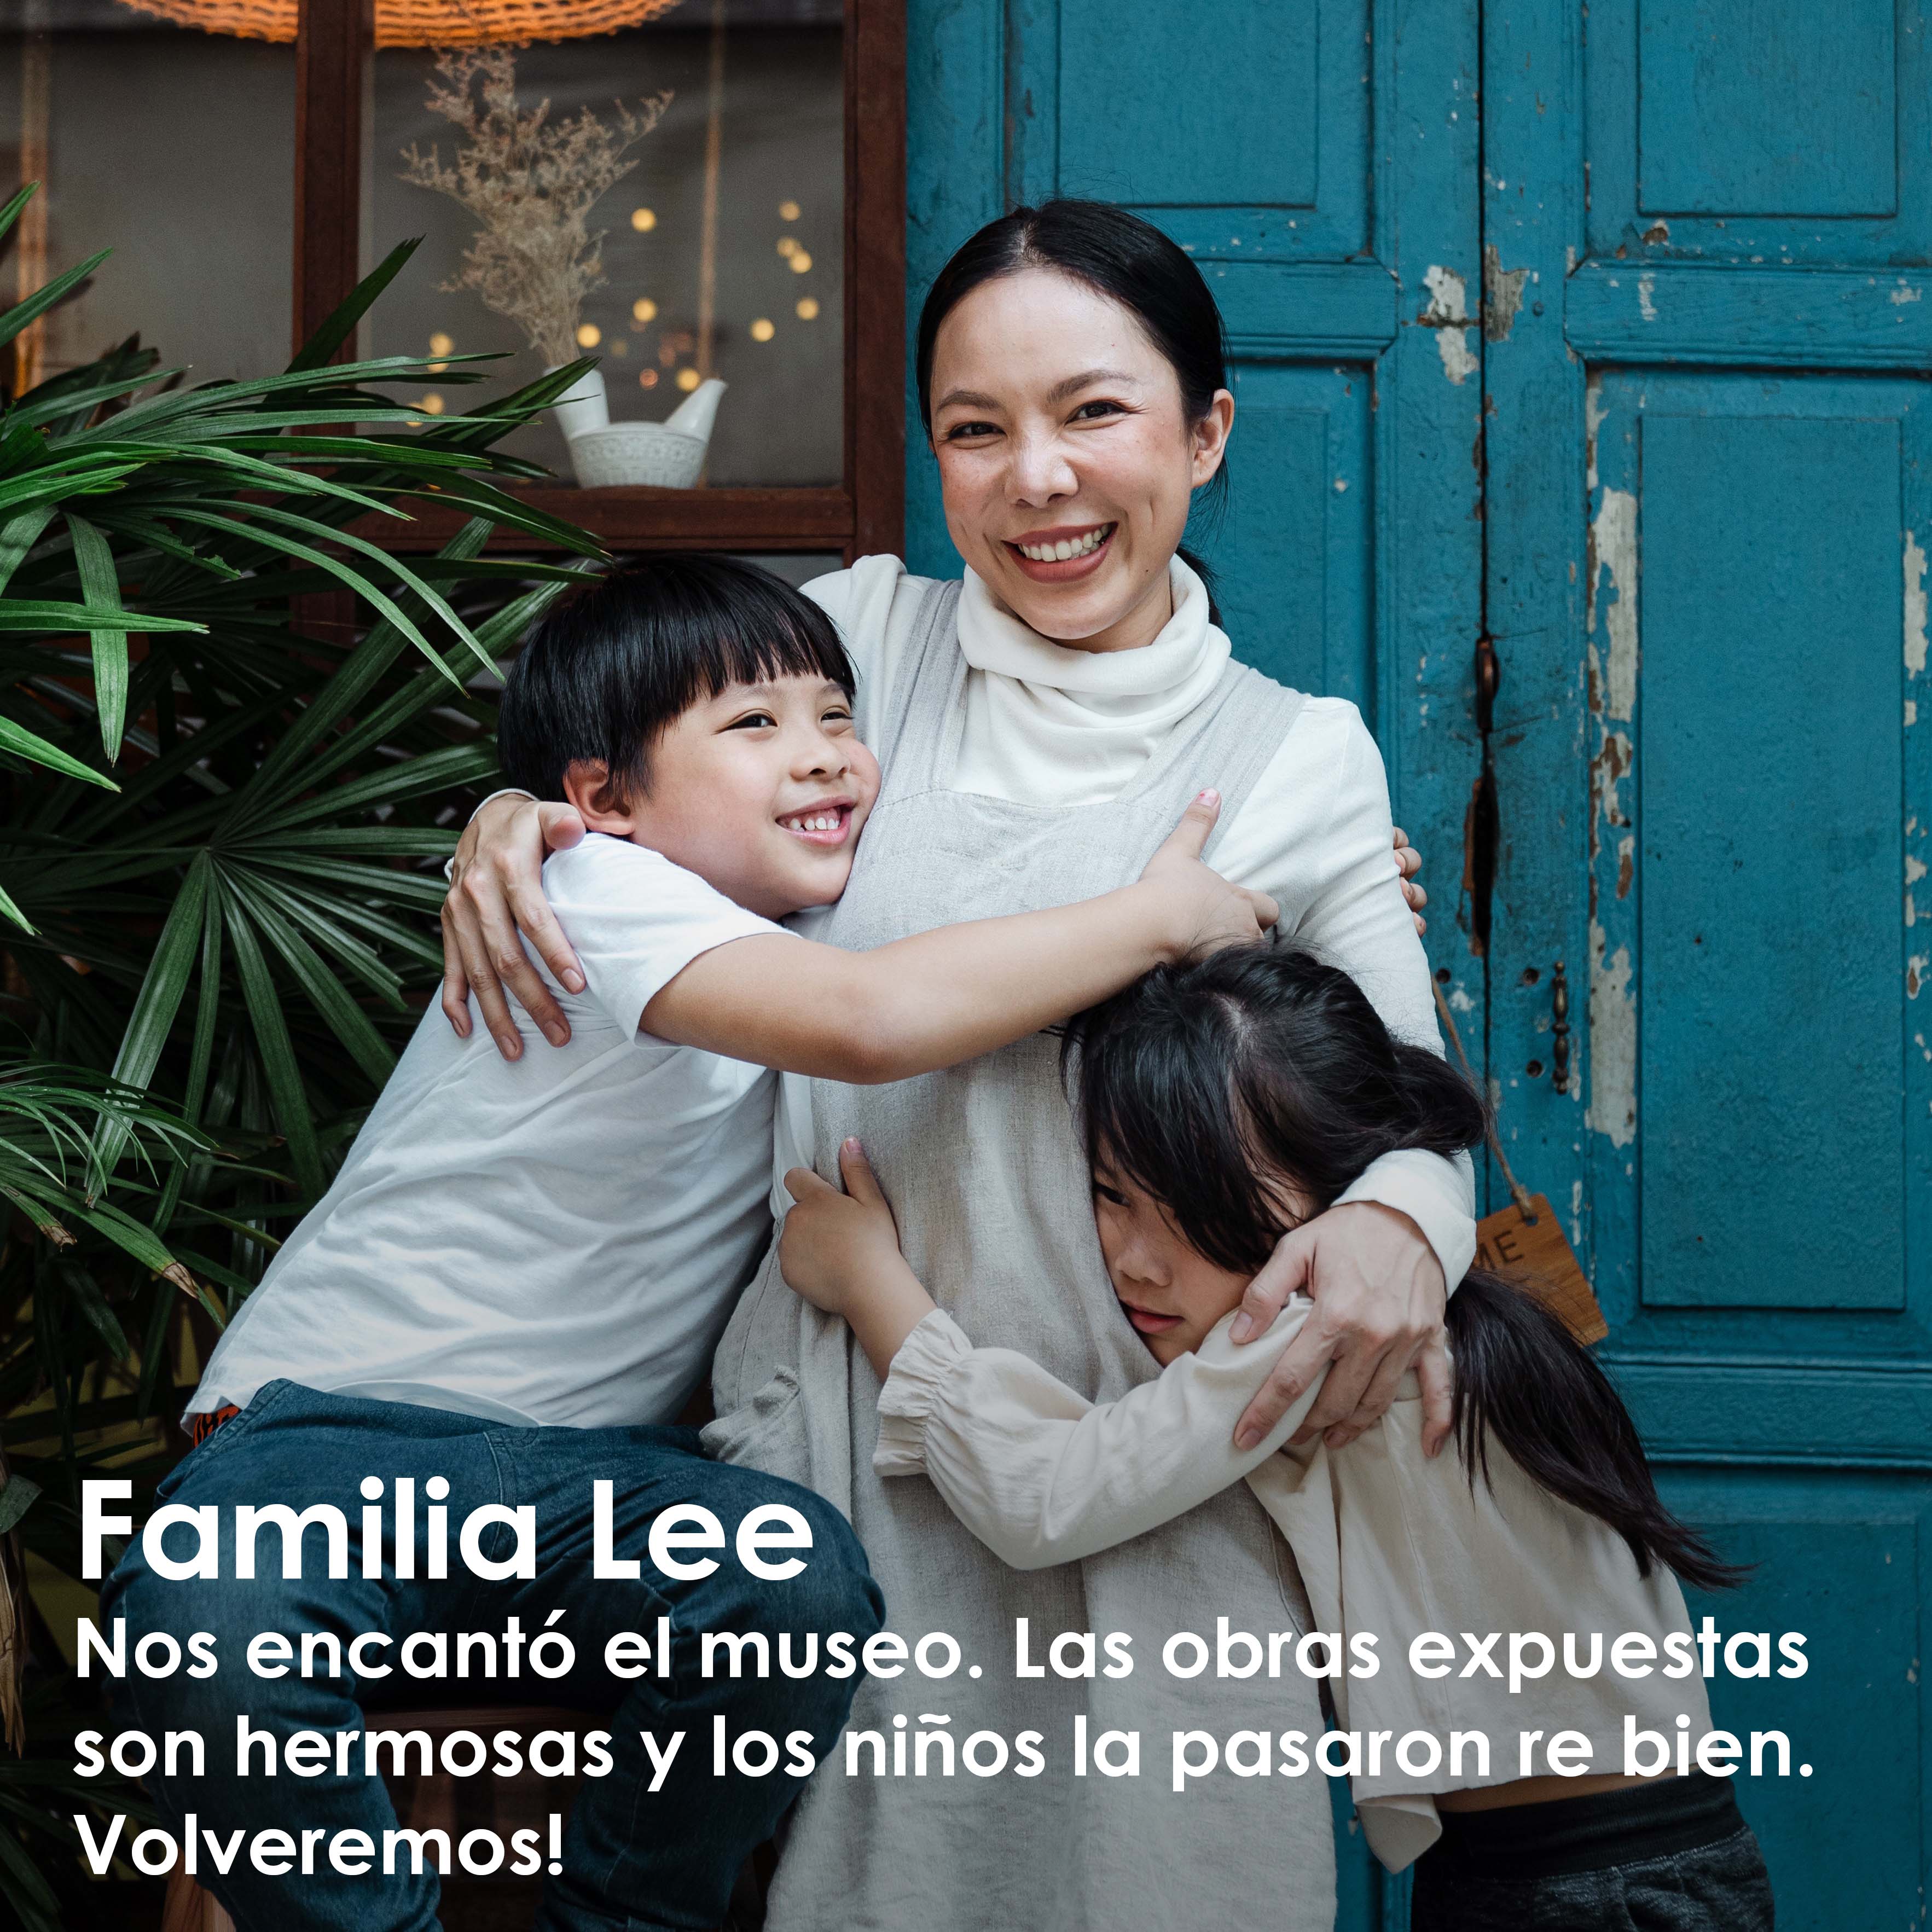 Familia Lee
Nos encantó el museo. Las obras expuestas
son hermosas y los niños la pasaron re bien.
Volveremos!